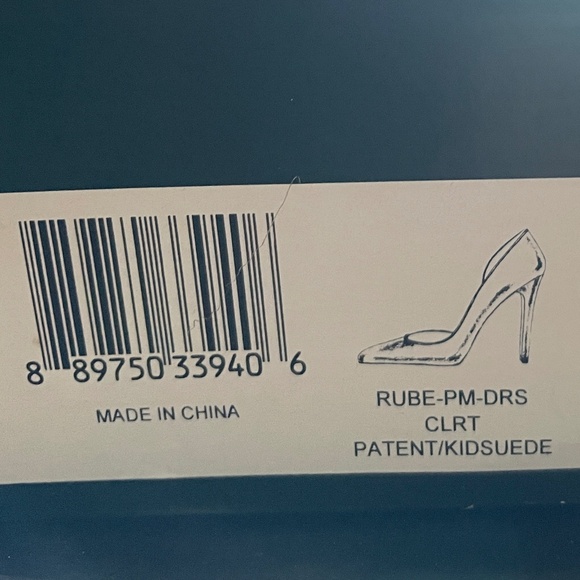 8 89750 33940 6
MADE IN CHINA
RUBE-PM-DRS
CLRT
PATENT/KIDSUEDE